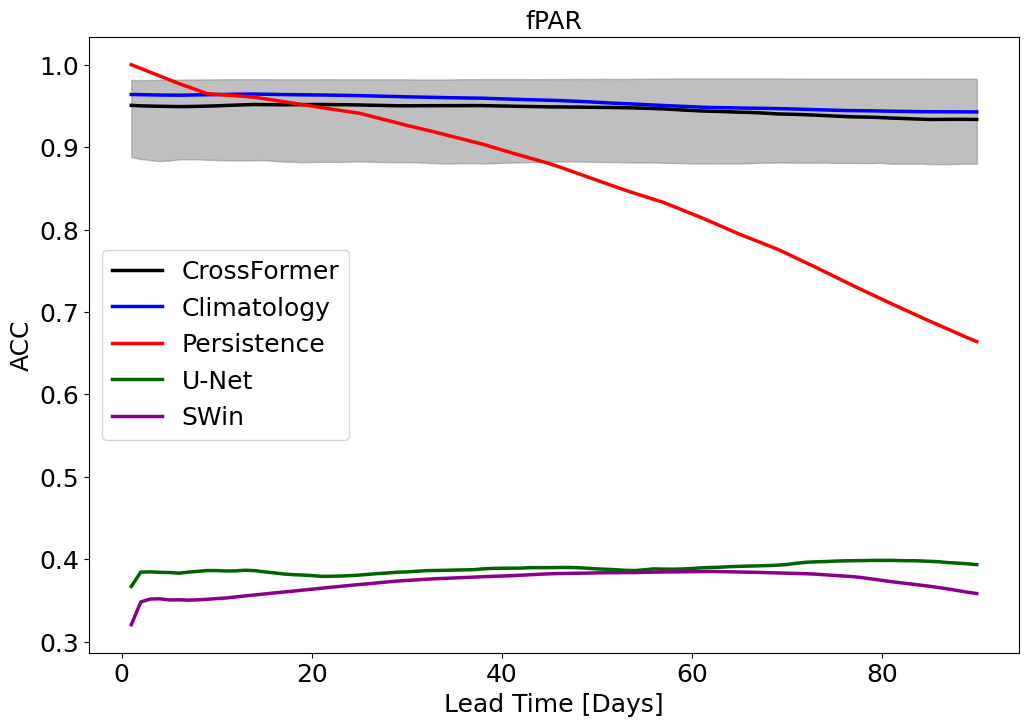 fPAR
1.0
0.9
0.8
0.7
0.6
0.5
0.4
0.3
ACC
CrossFormer
Climatology
Persistence
U-Net
SWin
0
20
40
60
80
Lead Time [Days]